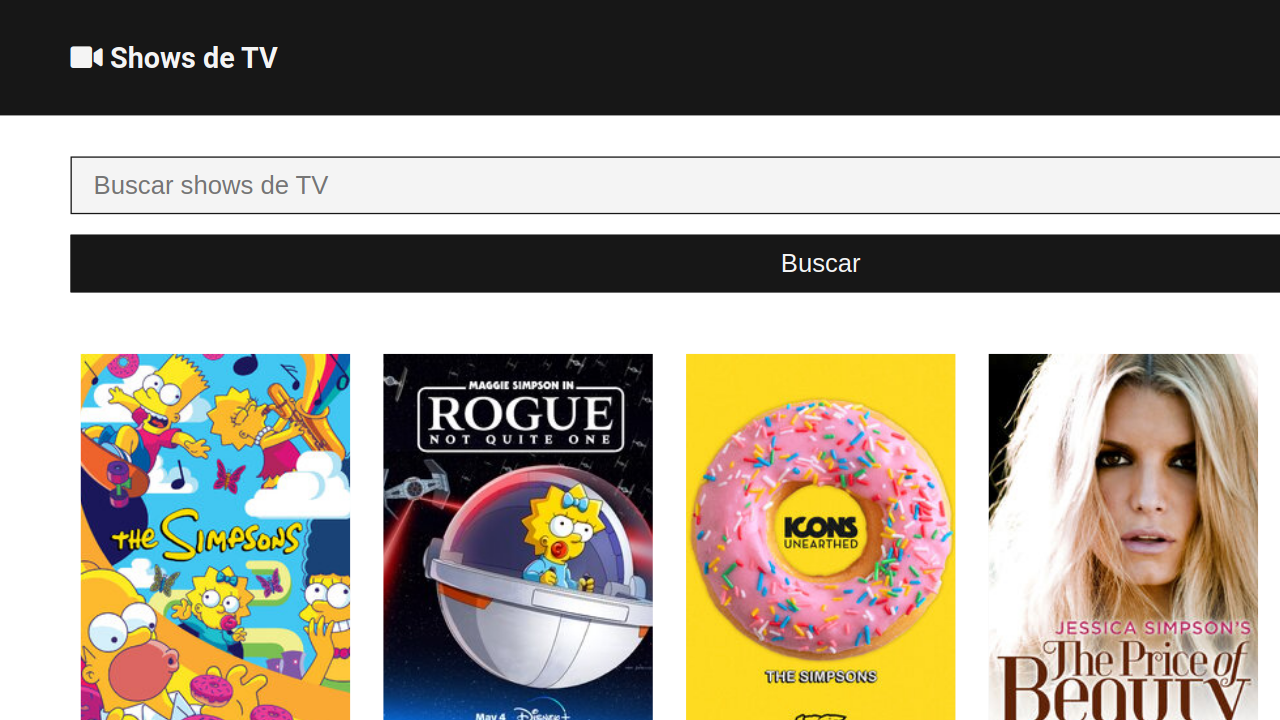 Shows de TV
Buscar shows de TV
Buscar
THE SIMPSONS
MAGGIE SIMPSON IN
ROGUE
NOT QUITE ONE
May 4 Disney+
ICONS
UNEARTHED
THE SIMPSONS
JESSICA SIMPSON'S
The Price of
Beauty